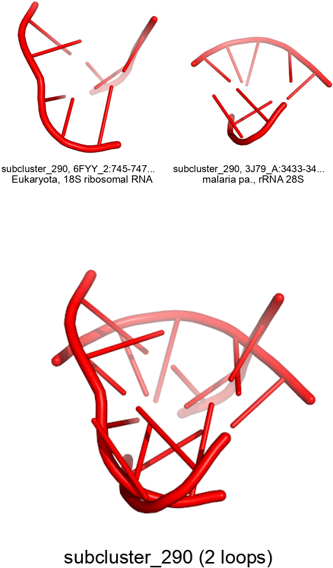 subcluster_290, 6FYY_2:745-747...
Eukaryota, 18S ribosomal RNA
subcluster_290, 3J79_A:3433-34...
malaria pa., rRNA 28S
subcluster_290 (2 loops)